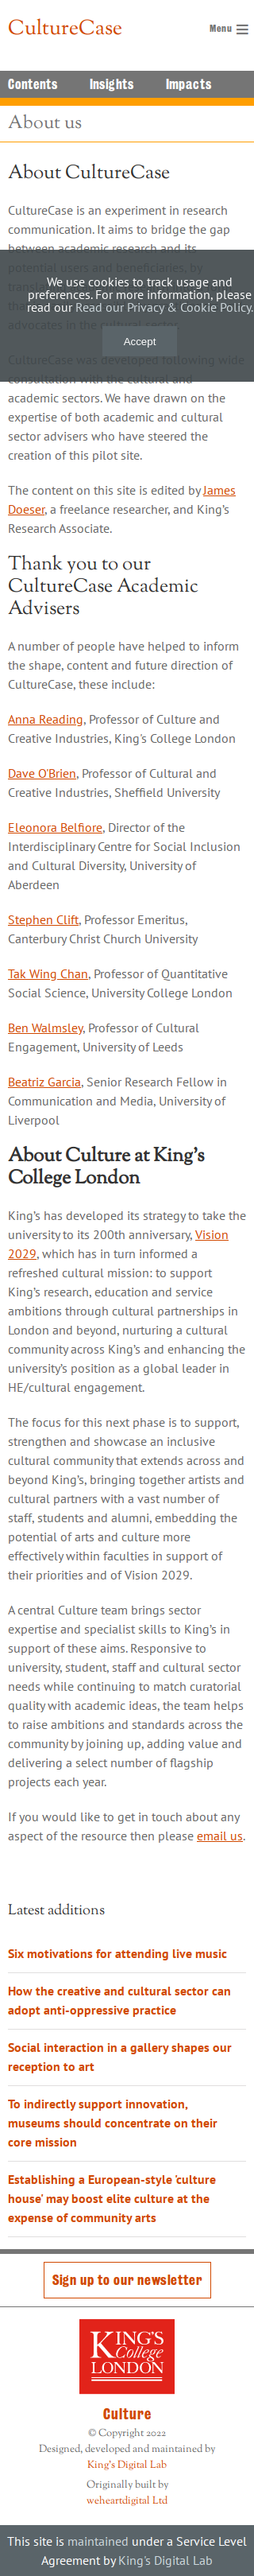 CultureCase
Menu
Contents
Insights
Impacts
About us
About CultureCase
CultureCase is an experiment in research
communication. It aims to bridge the gap
between academic research and its
potential users and beneficiaries, by
We use cookies to track usage and
preferences. For more information, please
read our Read our Privacy & Cookie Policy.
advocates in the cultural sector.
Accept
CultureCase was developed following wide
consultation with the cultural and
academic sectors. We have drawn on the
expertise of both academic and cultural
sector advisers who have steered the
creation of this pilot site.
The content on this site is edited by James
Doeser, a freelance researcher, and King's
Research Associate.
Thank you to our
CultureCase Academic
Advisers
A number of people have helped to inform
the shape, content and future direction of
CultureCase, these include:
Anna Reading, Professor of Culture and
Creative Industries, King's College London
Dave O'Brien, Professor of Cultural and
Creative Industries, Sheffield University
Eleonora Belfiore, Director of the
Interdisciplinary Centre for Social Inclusion
and Cultural Diversity, University of
Aberdeen
Stephen Clift, Professor Emeritus,
Canterbury Christ Church University
Tak Wing Chan, Professor of Quantitative
Social Science, University College London
Ben Walmsley, Professor of Cultural
Engagement, University of Leeds
Beatriz Garcia, Senior Research Fellow in
Communication and Media, University of
Liverpool
About Culture at King's
College London
King's has developed its strategy to take the
university to its 200th anniversary, Vision
2029, which has in turn informed a
refreshed cultural mission: to support
King's research, education and service
ambitions through cultural partnerships in
London and beyond, nurturing a cultural
community across King's and enhancing the
university's position as a global leader in
HE/cultural engagement.
The focus for this next phase is to support,
strengthen and showcase an inclusive
cultural community that extends across and
beyond King's, bringing together artists and
cultural partners with a vast number of
staff, students and alumni, embedding the
potential of arts and culture more
effectively within faculties in support of
their priorities and of Vision 2029.
A central Culture team brings sector
expertise and specialist skills to King's in
support of these aims. Responsive to
university, student, staff and cultural sector
needs while continuing to match curatorial
quality with academic ideas, the team helps
to raise ambitions and standards across the
community by joining up, adding value and
delivering a select number of flagship
projects each year.
If you would like to get in touch about any
aspect of the resource then please email us.
Latest additions
Six motivations for attending live music
How the creative and cultural sector can
adopt anti-oppressive practice
Social interaction in a gallery shapes our
reception to art
To indirectly support innovation,
museums should concentrate on their
core mission
Establishing a European-style 'culture
house' may boost elite culture at the
expense of community arts
Sign up to our newsletter
KING'S
College
LONDON
Culture
© Copyright 2022
Designed, developed and maintained by
King's Digital Lab
Originally built by
weheartdigital Ltd
This site is maintained under a Service Level
Agreement by King's Digital Lab